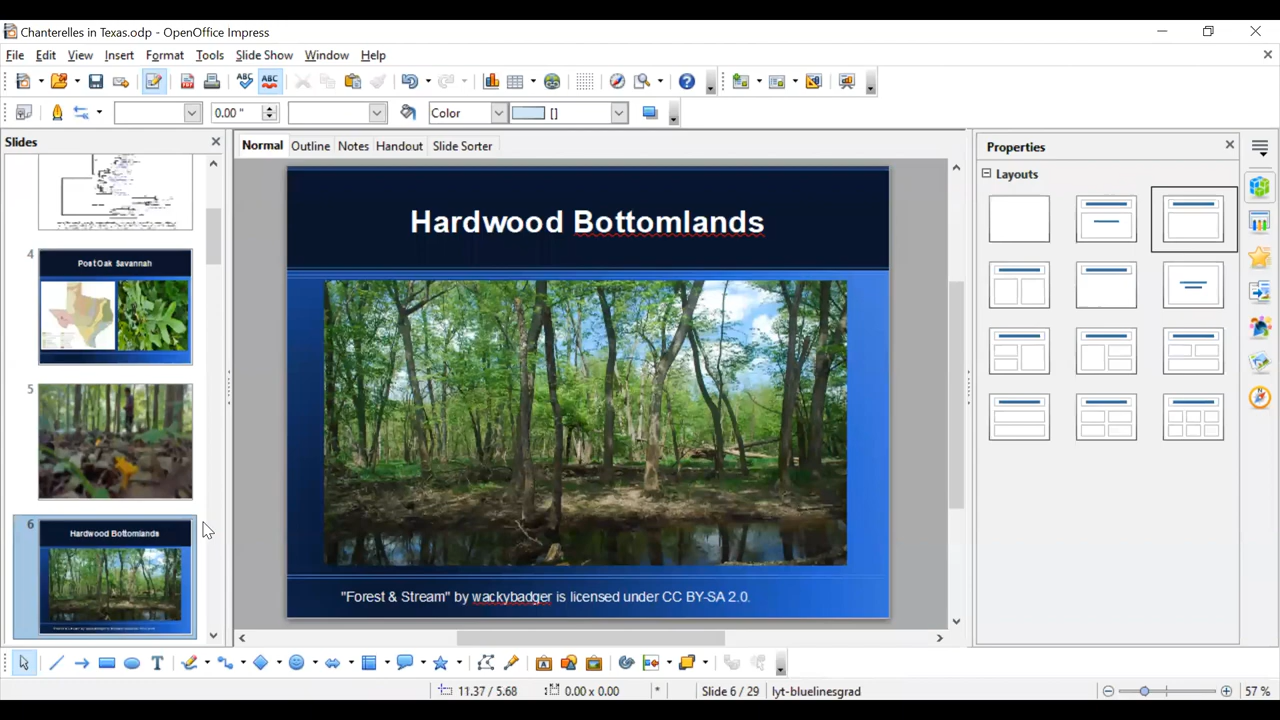 Chanterelles in Texas.odp - OpenOffice Impress
File Edit View Insert Format Tools Slide Show Window Help
0.00 " Color []
Slides
Normal Outline Notes Handout Slide Sorter
Properties
Layouts
4
Post Oak Savannah
5
6
Hardwood Bottomlands
Hardwood Bottomlands
"Forest & Stream" by wackybadger is licensed under CC BY-SA 2.0.
11.37 / 5.68 0.00 x 0.00 * Slide 6 / 29 lyt-bluelinesgrad 57 %